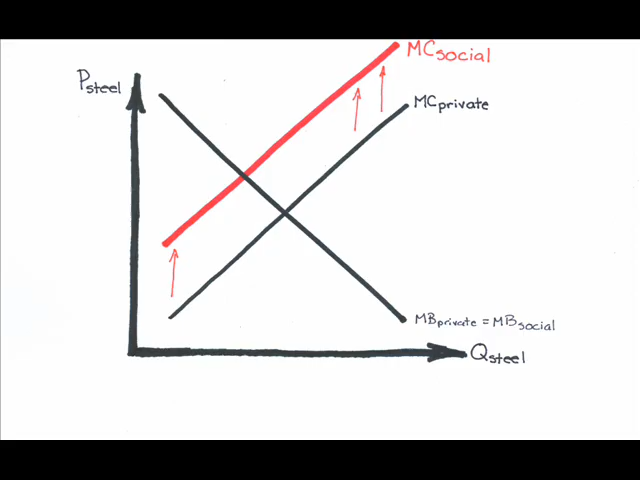 MCsocial
Psteel
MCprivate
MBprivate = MBsocial
Qsteel